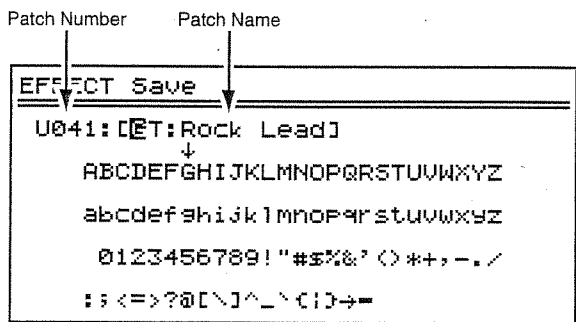 Patch Number Patch Name
EFFECT Save
U041:[ET:Rock Lead]
↓
ABCDEFGHIJKLMNOPQRSTUVWXYZ
abcdefghijklmnopqrstuvwxyz
0123456789!"#$%&'()*+,-./
:;<=>?@[\]^_`{|}→=